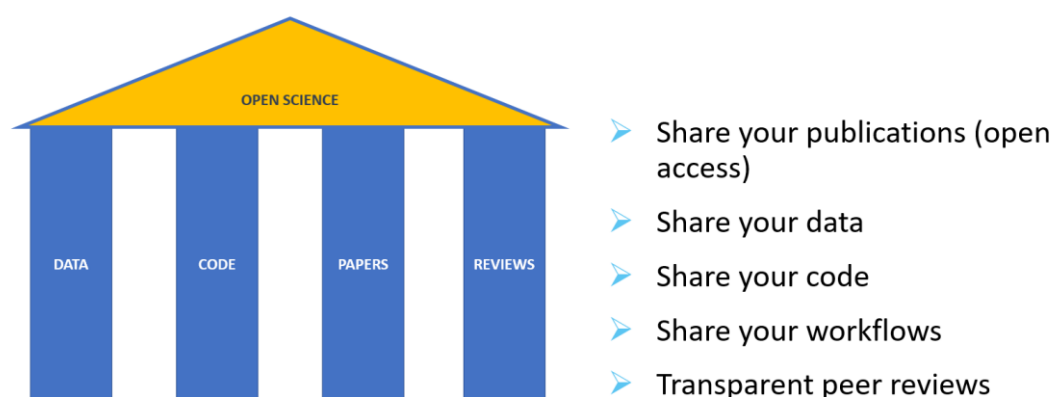 OPEN SCIENCE
DATA
CODE
PAPERS
REVIEWS
Share your publications (open
access)
Share your data
Share your code
Share your workflows
Transparent peer reviews